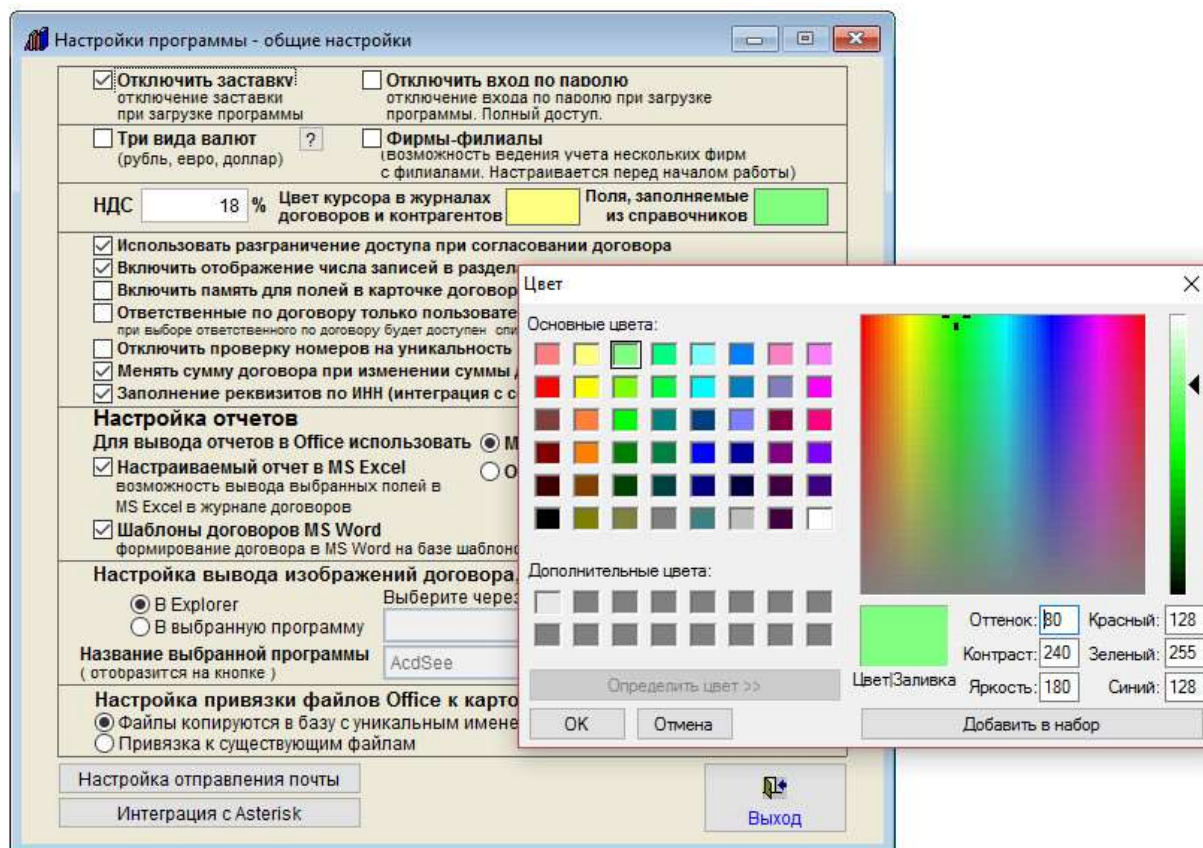 Настройки программы - общие настройки
Отключить заставку
отключение заставки
при загрузке программы
Отключить вход по паролю
отключение входа по паролю при загрузке
программы. Полный доступ.
Три вида валют ?
(рубль, евро, доллар)
Фирмы-филиалы
(возможность ведения учета нескольких фирм
с филиалами. Настраивается перед началом работы)
НДС 18 %
Цвет курсора в журналах
договоров и контрагентов
Поля, заполняемые
из справочников
Использовать разграничение доступа при согласовании договора
Включить отображение числа записей в
Включить память для полей в карточке
Ответственные по договору только
при выборе ответственного по договору будет доступен
Отключить проверку номеров на уникальность
Менять сумму договора при изменении суммы
Заполнение реквизитов по ИНН (интеграция с
Настройка отчетов
Для вывода отчетов в Office использовать
Настраиваемый отчет в MS Excel
возможность вывода выбранных полей в
MS Excel в журнале договоров
Шаблоны договоров MS Word
формирование договора в MS Word на базе
Настройка вывода изображений договора,
В Explorer
В выбранную программу
Выберите через
Название выбранной программы
( отобразится на кнопке )
AcdSee
Настройка привязки файлов Office к
Файлы копируются в базу с уникальным
Привязка к существующим файлам
Настройка отправления почты
Интеграция с Asterisk
Выход
Цвет
Основные цвета:
Дополнительные цвета:
Определить цвет >>
OK
Отмена
Цвет|Заливка
Оттенок: 80
Контраст: 240
Яркость: 180
Красный: 128
Зеленый: 255
Синий: 128
Добавить в набор